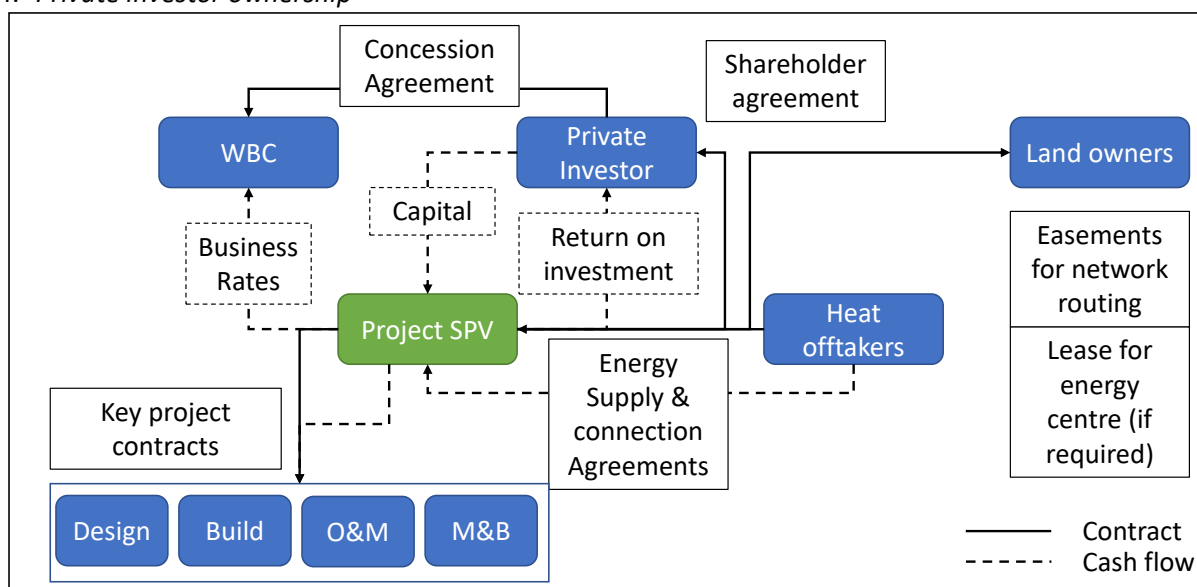 Private investor ownership
Concession
Agreement
Shareholder
agreement
WBC
Private
Investor
Land owners
Capital
Business
Rates
Return on
investment
Easements
for network
routing
Project SPV
Heat
offtakers
Energy
Supply &
connection
Agreements
Lease for
energy
centre (if
required)
Key project
contracts
Design
Build
O&M
M&B
Contract
Cash flow